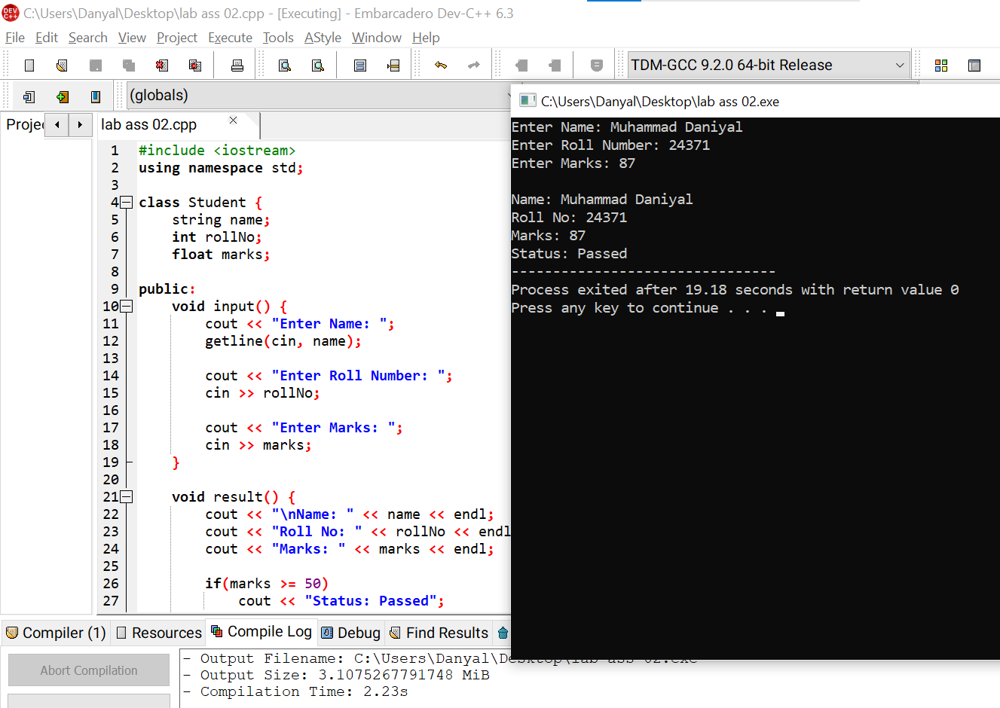 C:\Users\Danyal\Desktop\lab ass 02.cpp - [Executing] - Embarcadero Dev-C++ 6.3
File Edit Search View Project Execute Tools AStyle Window Help
TDM-GCC 9.2.0 64-bit Release
(globals)
Projec
lab ass 02.cpp
1 #include <iostream>
2 using namespace std;
3
4 class Student {
5 string name;
6 int rollNo;
7 float marks;
8
9 public:
10 void input() {
11 cout << "Enter Name: ";
12 getline(cin, name);
13
14 cout << "Enter Roll Number: ";
15 cin >> rollNo;
16
17 cout << "Enter Marks: ";
18 cin >> marks;
19 }
20
21 void result() {
22 cout << "\nName: " << name << endl;
23 cout << "Roll No: " << rollNo << endl
24 cout << "Marks: " << marks << endl;
25
26 if(marks >= 50)
27 cout << "Status: Passed";
C:\Users\Danyal\Desktop\lab ass 02.exe
Enter Name: Muhammad Daniyal
Enter Roll Number: 24371
Enter Marks: 87
Name: Muhammad Daniyal
Roll No: 24371
Marks: 87
Status: Passed
--------------------------------
Process exited after 19.18 seconds with return value 0
Press any key to continue . . .
Compiler (1) Resources Compile Log Debug Find Results
Abort Compilation
- Output Filename: C:\Users\Danyal\Desktop\lab ass 02.exe
- Output Size: 3.1075267791748 MiB
- Compilation Time: 2.23s